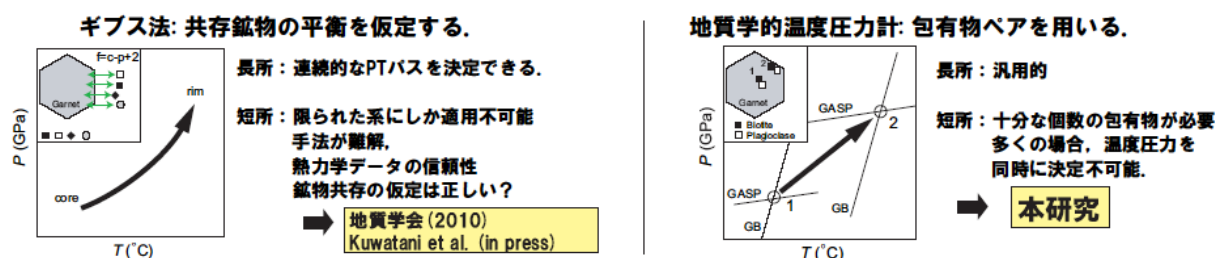 ギブス法: 共存鉱物の平衡を仮定する.
f=c-p+2
Garnet
rim
core
P (GPa)
T (°C)
長所：連続的なPTパスを決定できる.
短所：限られた系にしか適用不可能
手法が難解,
熱力学データの信頼性
鉱物共存の仮定は正しい？
地質学会(2010)
Kuwatani et al. (in press)
地質学的温度圧力計: 包有物ペアを用いる.
2
1
Garnet
Biotite
Plagioclase
GASP
2
GASP
1
GB
GB
P (GPa)
T (°C)
長所：汎用的
短所：十分な個数の包有物が必要
多くの場合，温度圧力を
同時に決定不可能.
本研究